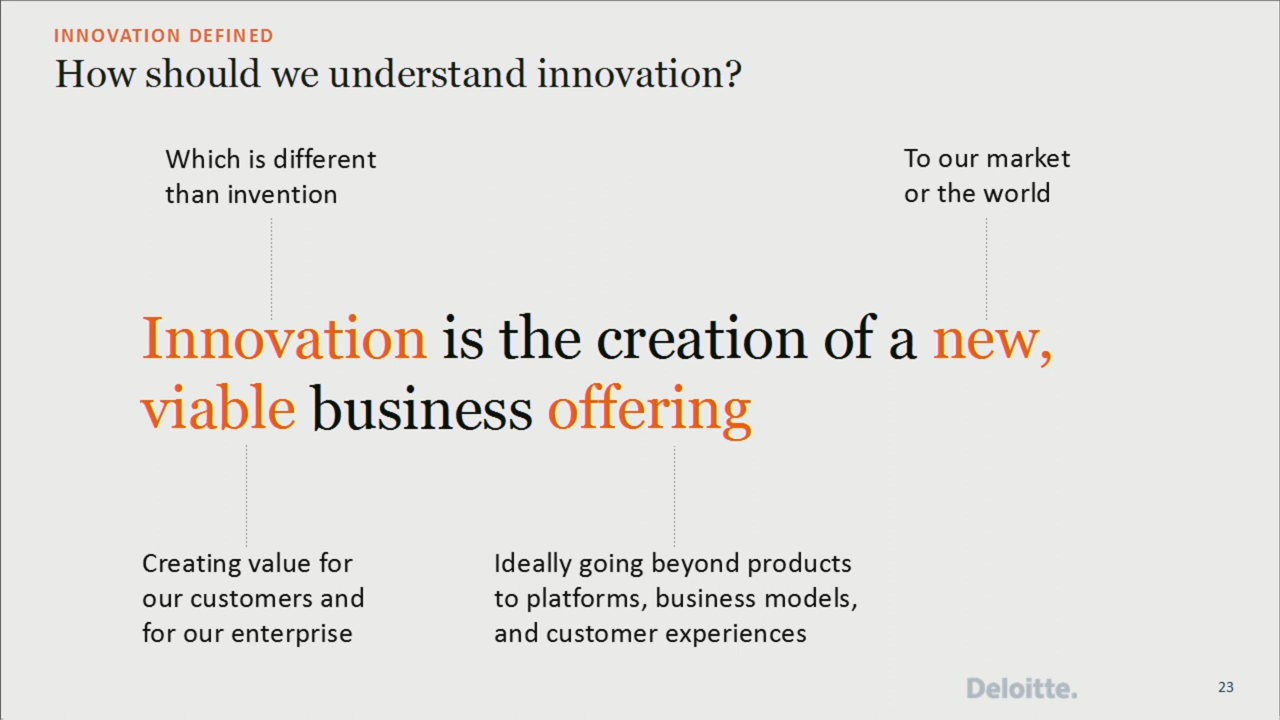 INNOVATION DEFINED
How should we understand innovation?
Which is different
than invention
To our market
or the world
Innovation is the creation of a new,
viable business offering
Creating value for
our customers and
for our enterprise
Ideally going beyond products
to platforms, business models,
and customer experiences
Deloitte.
23